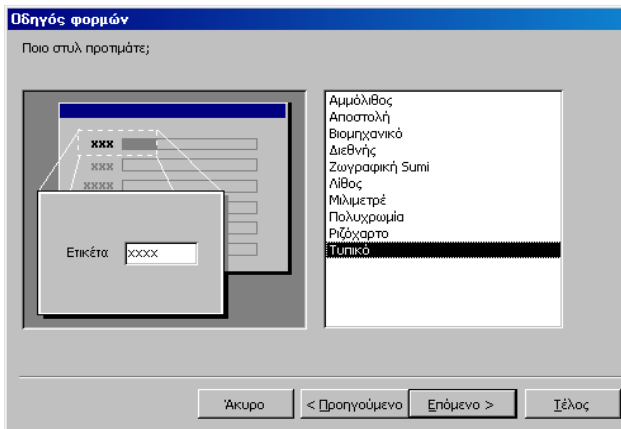 Οδηγός φορμών
Ποιο στυλ προτιμάτε;
xxx
xxx
xxxx
Ετικέτα xxxx
Αμμόλιθος
Αποστολή
Βιομηχανικό
Διεθνής
Ζωγραφική Sumi
Λίθος
Μιλιμετρέ
Πολυχρωμία
Ριζόχαρτο
Τυπικό
Άκυρο < Προηγούμενο Επόμενο > Τέλος